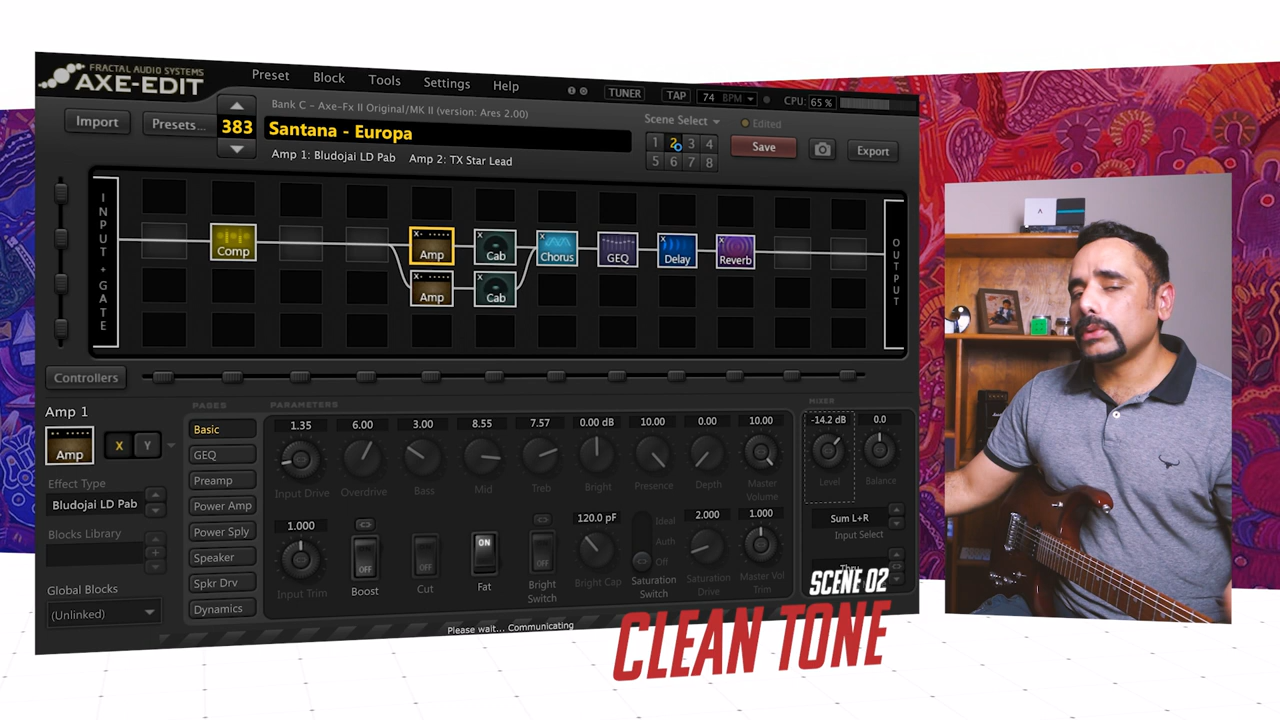 FRACTAL AUDIO SYSTEMS
AXE-EDIT
Preset Block Tools Settings Help
TUNER TAP 74 BPM CPU: 65 %
Import Presets... 383
Bank C - Axe-Fx II Original/MK II (version: Ares 2.00)
Santana - Europa
Amp 1: Bludojai LD Pab Amp 2: TX Star Lead
Scene Select Edited
1 2 3 4
5 6 7 8
Save Export
INPUT + GATE
Comp X Amp X Cab X Chorus GEQ X Delay X Reverb
X Amp X Cab
OUTPUT
Controllers
Amp 1
Amp
X Y
Effect Type
Bludojai LD Pab
Blocks Library
Global Blocks
(Unlinked)
PAGES
Basic
GEQ
Preamp
Power Amp
Power Sply
Speaker
Spkr Drv
Dynamics
PARAMETERS
1.35 6.00 3.00 8.55 7.57 0.00 dB 10.00 0.00 10.00
Input Drive Overdrive Bass Mid Treb Bright Presence Depth Master Volume
1.000 ON 120.0 pF Ideal 2.000 1.000
OFF OFF OFF Auto
Off
Input Trim Boost Cut Fat Bright Switch Bright Cap Saturation Switch Saturation Drive Master Vol Trim
MIXER
-14.2 dB 0.0
Level Balance
Sum L+R
Input Select
Thru
Please wait... Communicating
SCENE 02
CLEAN TONE